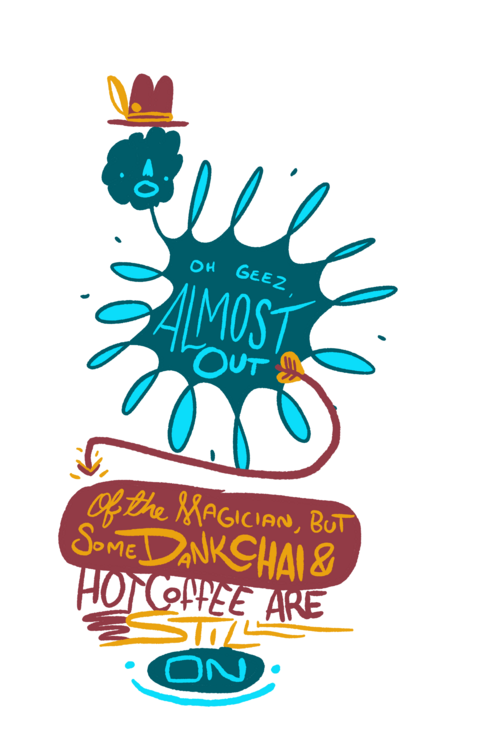 OH GEEZ,
ALMOST
OUT
Of the MAGICIAN, BUT
SOME DANK CHAI &
HOT COFFEE ARE
STILL
ON